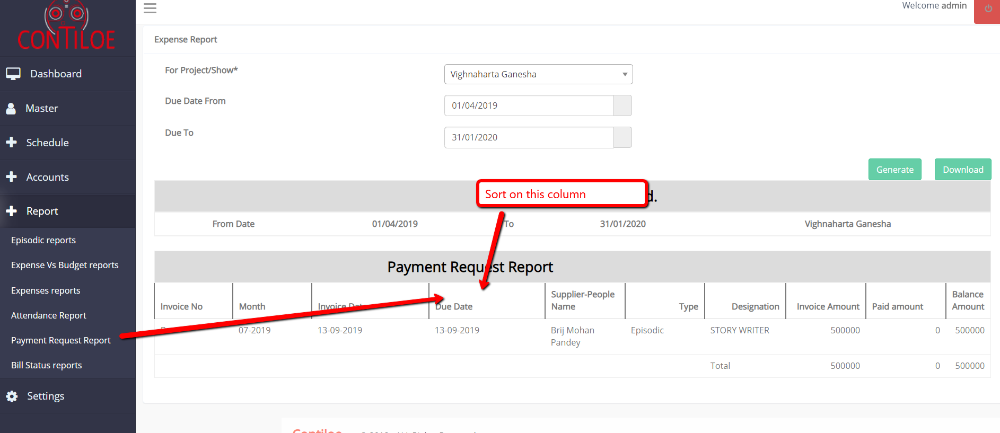 CONTILOE
Welcome admin
Dashboard
Master
Schedule
Accounts
Report
Episodic reports
Expense Vs Budget reports
Expenses reports
Attendance Report
Payment Request Report
Bill Status reports
Settings
Expense Report
For Project/Show*
Vighnaharta Ganesha
Due Date From
01/04/2019
Due To
31/01/2020
Generate Download
Sort on this column
d.
From Date 01/04/2019 To 31/01/2020 Vighnaharta Ganesha
Payment Request Report
Invoice No Month Invoice Date Due Date Supplier-People Name Type Designation Invoice Amount Paid amount Balance Amount
07-2019 13-09-2019 13-09-2019 Brij Mohan Pandey Episodic STORY WRITER 500000 0 500000
Total 500000 0 500000
Contiloe